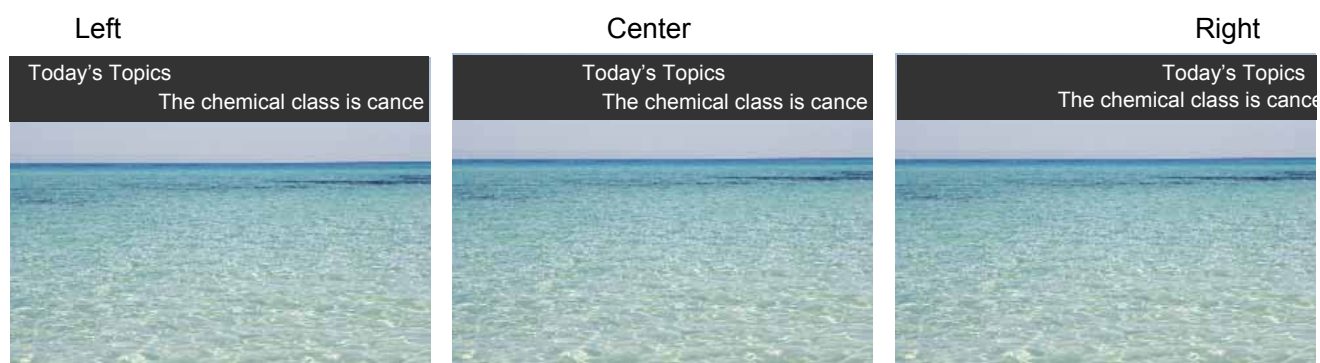 Left
Center
Right
Today's Topics
The chemical class is cance
Today's Topics
The chemical class is cance
Today's Topics
The chemical class is cance